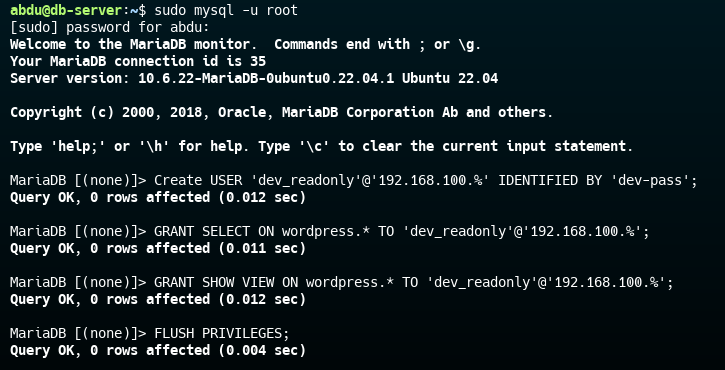 abdu@db-server:~$ sudo mysql -u root
[sudo] password for abdu:
Welcome to the MariaDB monitor.  Commands end with ; or \g.
Your MariaDB connection id is 35
Server version: 10.6.22-MariaDB-0ubuntu0.22.04.1 Ubuntu 22.04
Copyright (c) 2000, 2018, Oracle, MariaDB Corporation Ab and others.
Type 'help;' or '\h' for help. Type '\c' to clear the current input statement.
MariaDB [(none)]> Create USER 'dev_readonly'@'192.168.100.%' IDENTIFIED BY 'dev-pass';
Query OK, 0 rows affected (0.012 sec)
MariaDB [(none)]> GRANT SELECT ON wordpress.* TO 'dev_readonly'@'192.168.100.%';
Query OK, 0 rows affected (0.011 sec)
MariaDB [(none)]> GRANT SHOW VIEW ON wordpress.* TO 'dev_readonly'@'192.168.100.%';
Query OK, 0 rows affected (0.012 sec)
MariaDB [(none)]> FLUSH PRIVILEGES;
Query OK, 0 rows affected (0.004 sec)